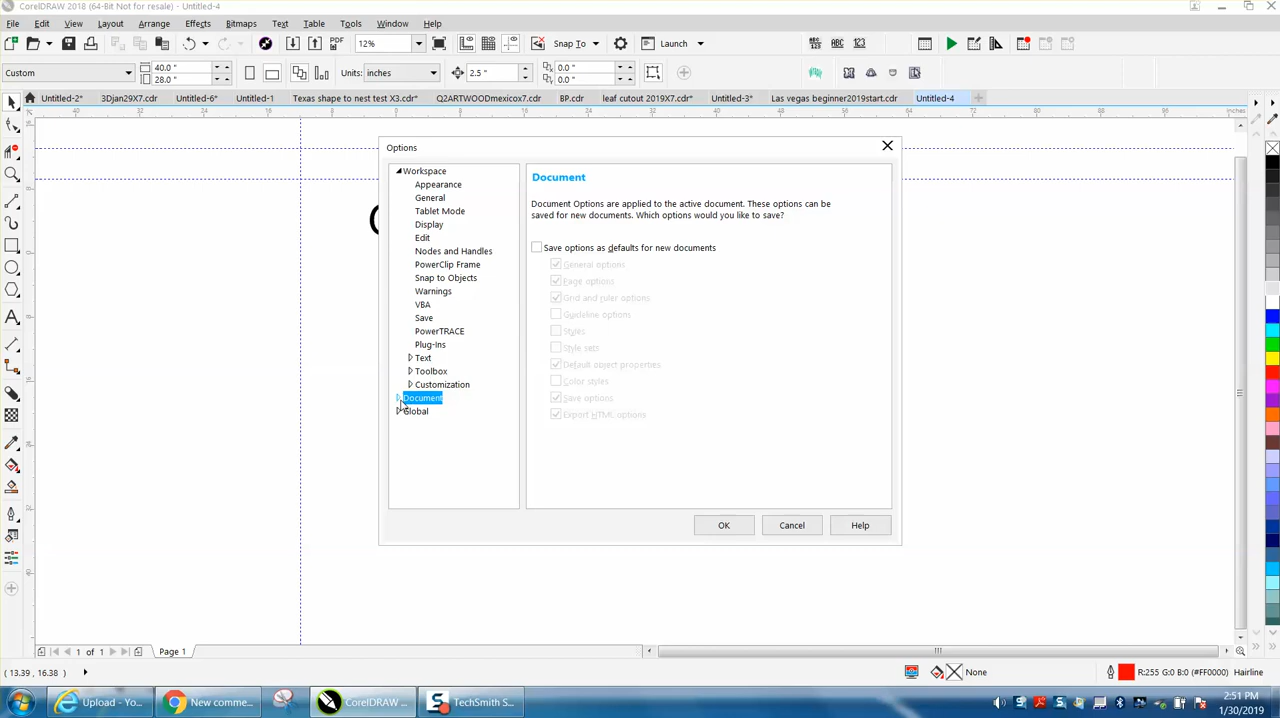 CorelDRAW 2018 (64-Bit Not for resale) - Untitled-4
File Edit View Layout Arrange Effects Bitmaps Text Table Tools Window Help
PDF 12% Snap To Launch
Custom 40.0 " 28.0 " Units: inches 2.5 " 0.0 " 0.0 "
Untitled-2* 3Djan29X7.cdr Untitled-6* Untitled-1 Texas shape to nest test X3.cdr* Q2ARTWOODmexicox7.cdr BP.cdr leaf cutout 2019X7.cdr* Untitled-3* Las vegas beginner2019start.cdr Untitled-4
inches
Options
Workspace
Appearance
General
Tablet Mode
Display
Edit
Nodes and Handles
PowerClip Frame
Snap to Objects
Warnings
VBA
Save
PowerTRACE
Plug-Ins
Text
Toolbox
Customization
Document
Global
Document
Document Options are applied to the active document. These options can be
saved for new documents. Which options would you like to save?
Save options as defaults for new documents
General options
Page options
Grid and ruler options
Guideline options
Styles
Style sets
Default object properties
Color styles
Save options
Export HTML options
OK Cancel Help
1 of 1 Page 1
(13.39, 16.38) None R:255 G:0 B:0 (#FF0000) Hairline
Upload - Yo... New comme... CorelDRAW ... TechSmith S...
2:51 PM
1/30/2019